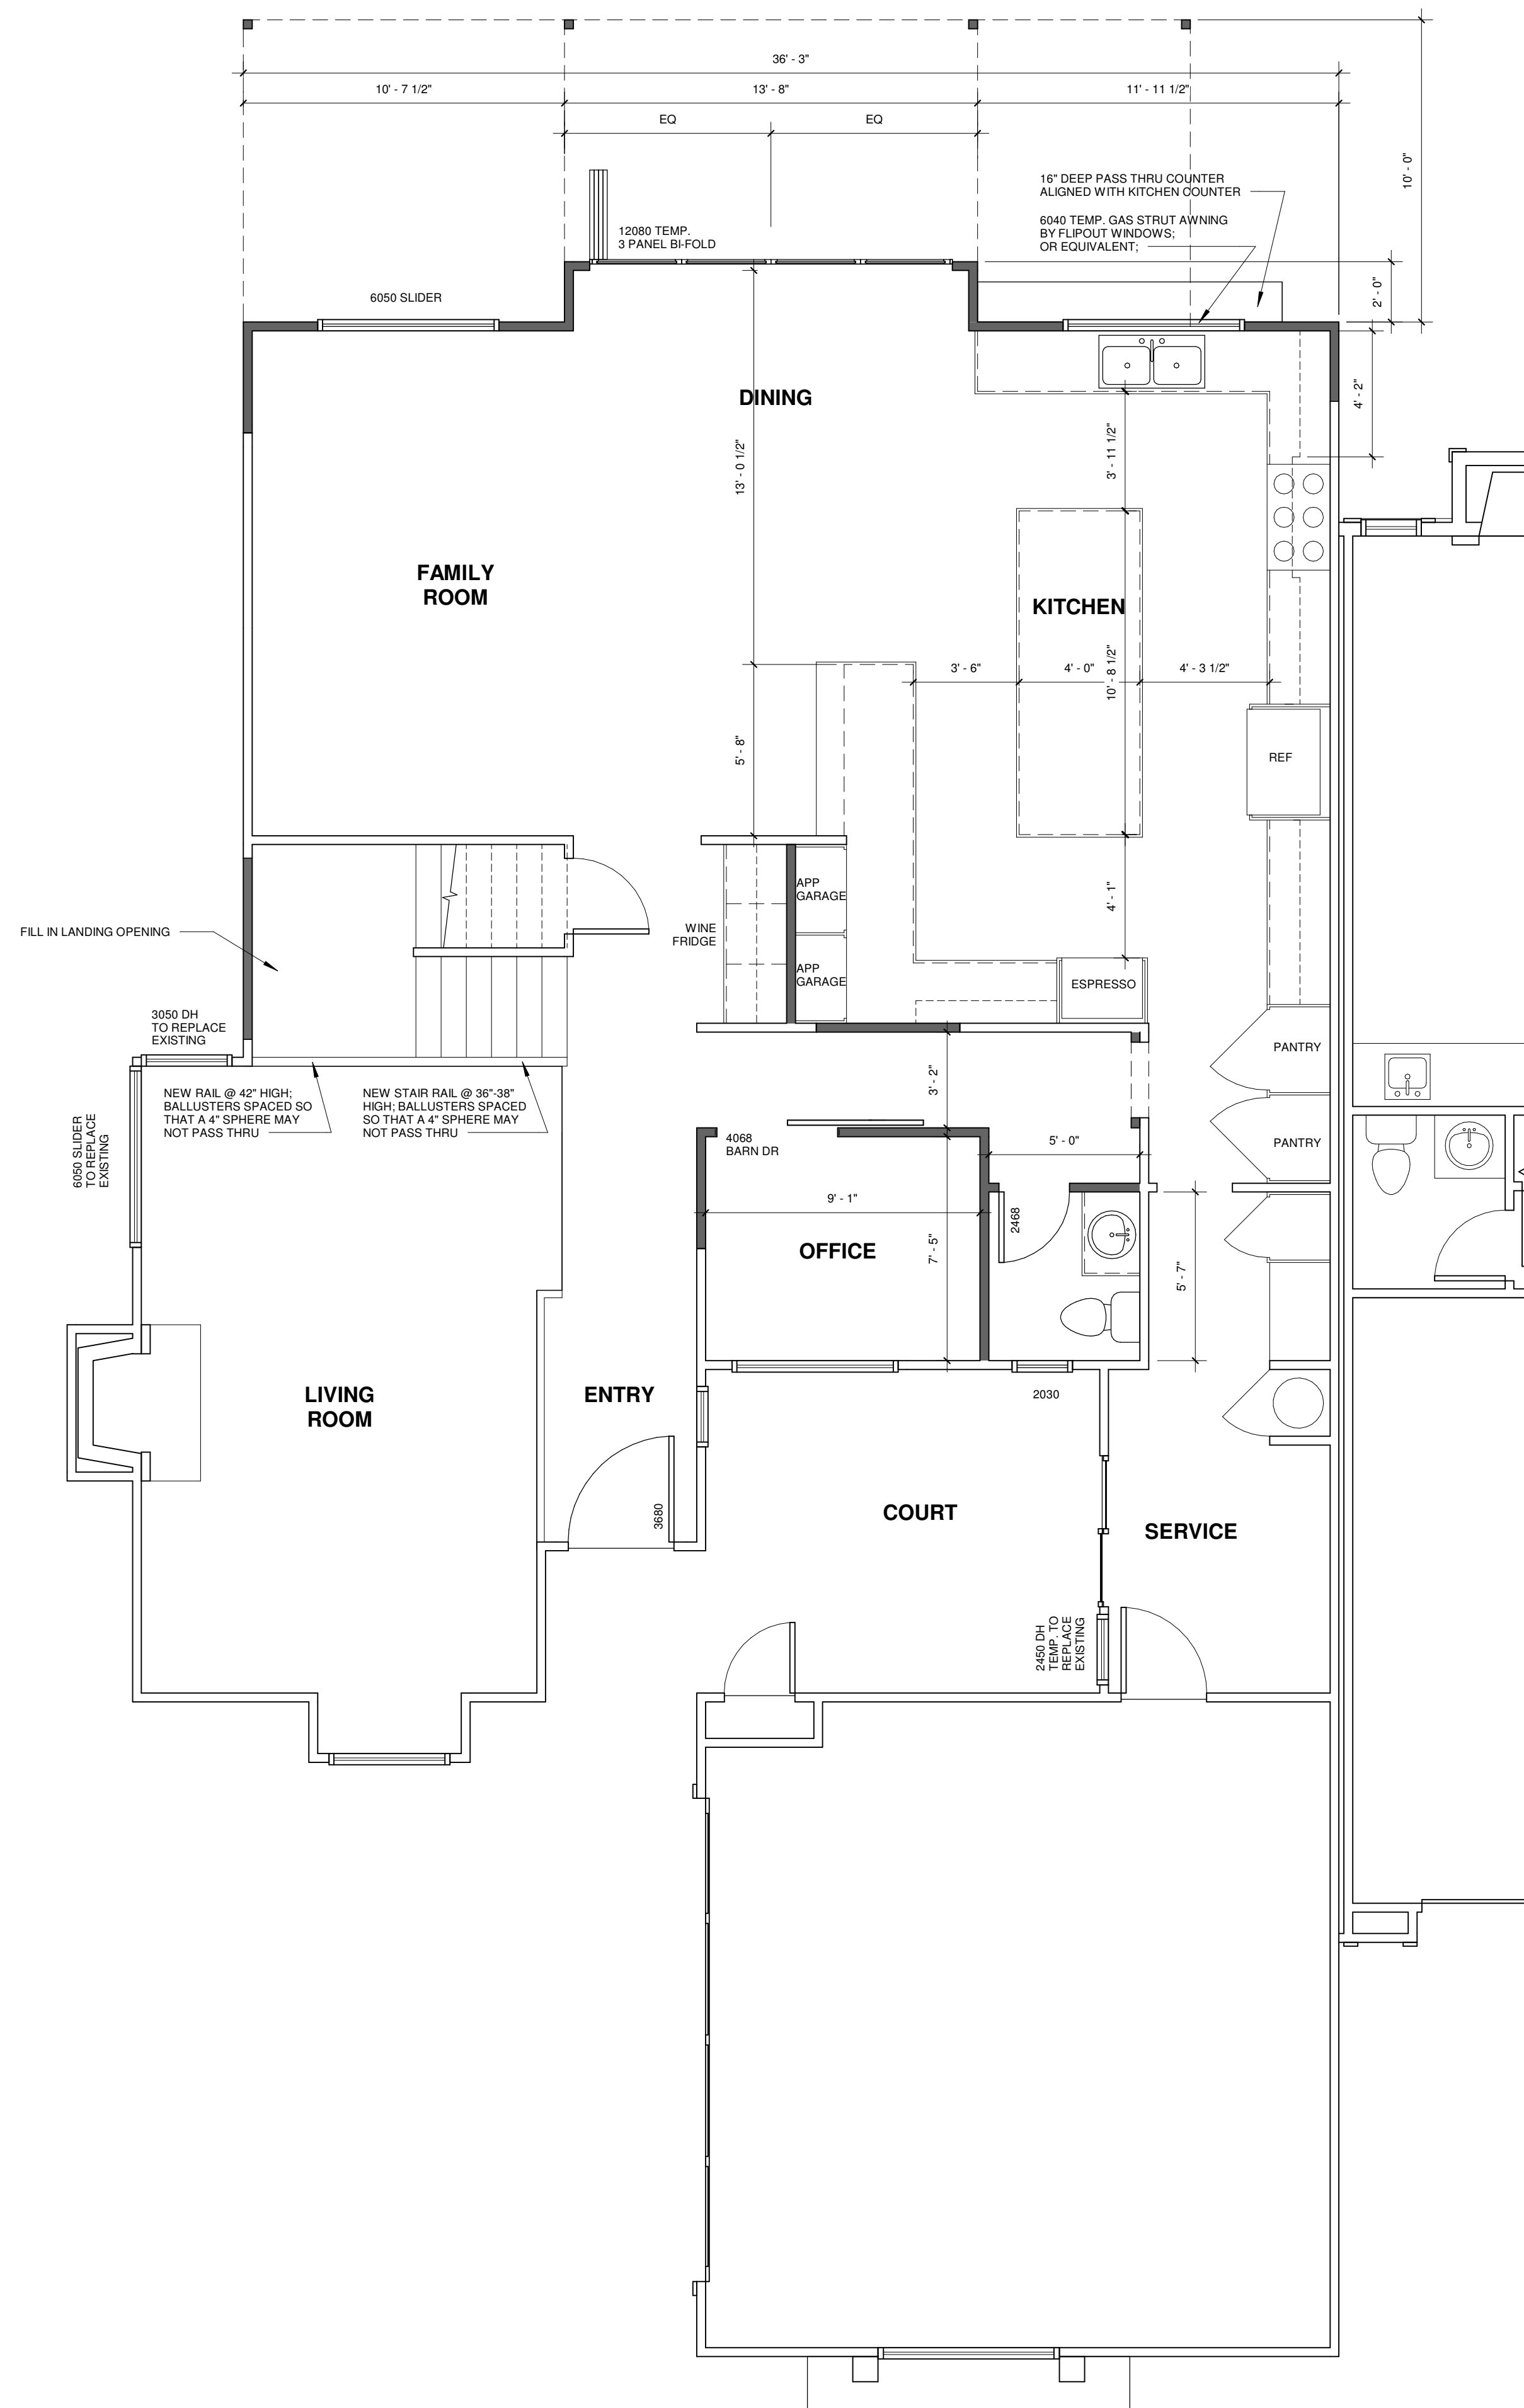 36' - 3"
10' - 7 1/2"
13' - 8"
11' - 11 1/2"
EQ
EQ
10' - 0"
16" DEEP PASS THRU COUNTER
ALIGNED WITH KITCHEN COUNTER
6040 TEMP. GAS STRUT AWNING
BY FLIPOUT WINDOWS;
OR EQUIVALENT;
12080 TEMP.
3 PANEL BI-FOLD
2' - 0"
6050 SLIDER
DINING
4' - 2"
3' - 11 1/2"
13' - 0 1/2"
FAMILY
ROOM
KITCHEN
3' - 6"
4' - 0"
10' - 8 1/2"
4' - 3 1/2"
5' - 8"
REF
APP
GARAGE
4' - 1"
WINE
FRIDGE
FILL IN LANDING OPENING
APP
GARAGE
ESPRESSO
3050 DH
TO REPLACE
EXISTING
PANTRY
3' - 2"
NEW RAIL @ 42" HIGH;
BALLUSTERS SPACED SO
THAT A 4" SPHERE MAY
NOT PASS THRU
NEW STAIR RAIL @ 36"-38"
HIGH; BALLUSTERS SPACED
SO THAT A 4" SPHERE MAY
NOT PASS THRU
6050 SLIDER
TO REPLACE
EXISTING
4068
BARN DR
5' - 0"
PANTRY
9' - 1"
2468
OFFICE
7' - 5"
5' - 7"
LIVING
ROOM
ENTRY
2030
COURT
3680
SERVICE
2450 DH
TEMP. TO
REPLACE
EXISTING